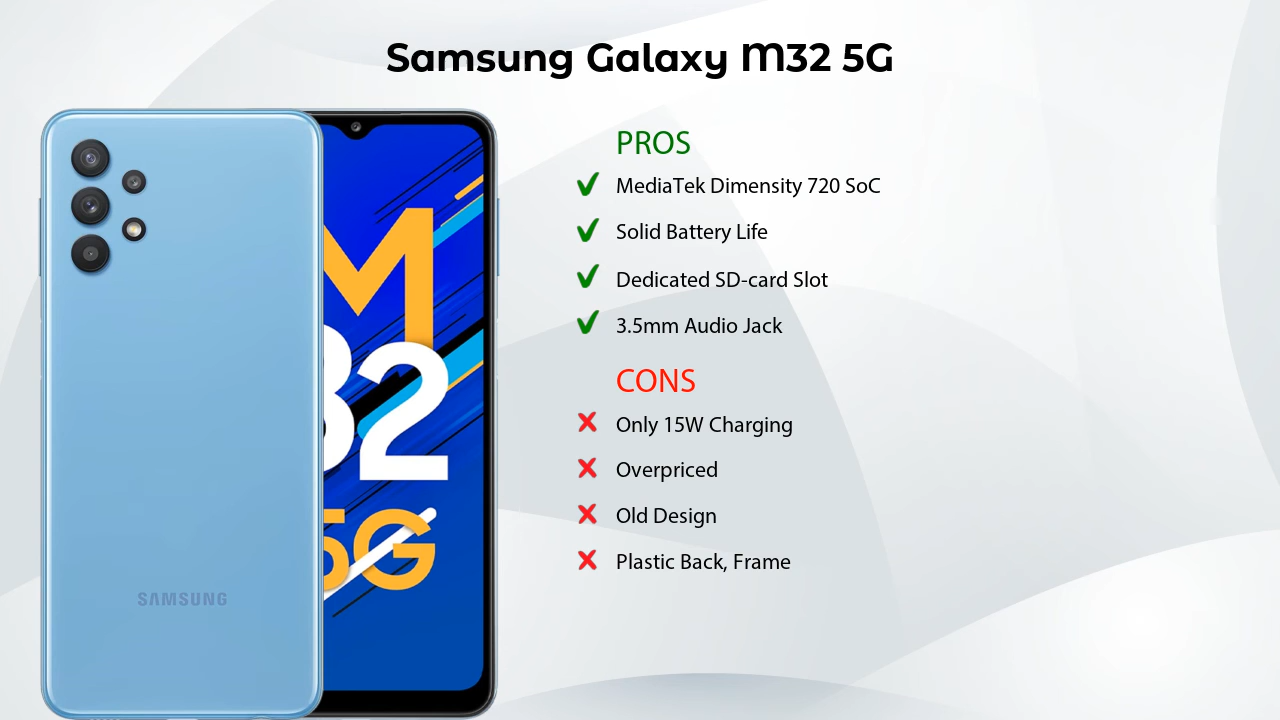 Samsung Galaxy M32 5G
PROS
MediaTek Dimensity 720 SoC
Solid Battery Life
Dedicated SD-card Slot
3.5mm Audio Jack
CONS
Only 15W Charging
Overpriced
Old Design
Plastic Back, Frame
M
32
5G
SAMSUNG